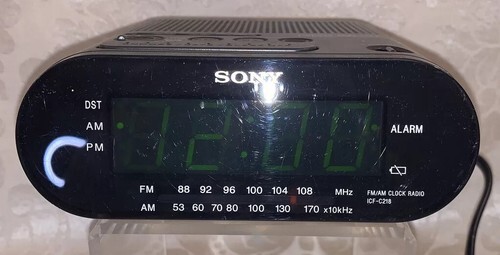 SONY
DST
AM
PM
12:00
ALARM
FM 88 92 96 100 104 108 MHz
AM 53 60 70 80 100 130 170 x10kHz
FM/AM CLOCK RADIO
ICF-C218